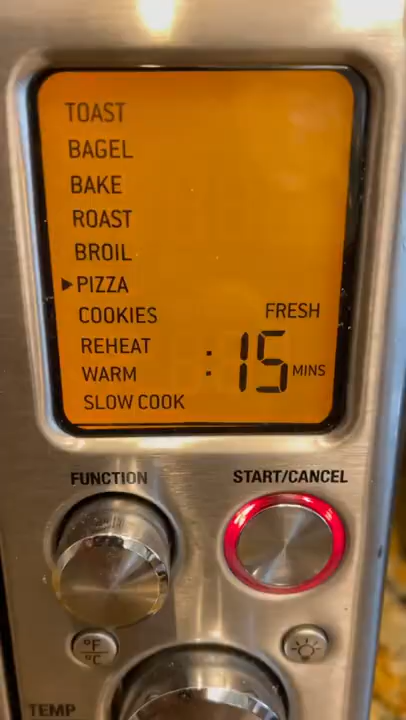 TOAST
BAGEL
BAKE
ROAST
BROIL
▶PIZZA
COOKIES
FRESH
REHEAT
:15 MINS
WARM
SLOW COOK
FUNCTION
START/CANCEL
°F
°C
TEMP